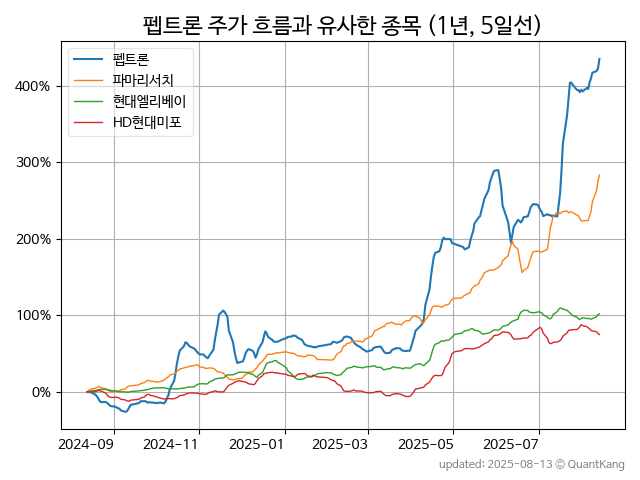 펩트론 주가 흐름과 유사한 종목 (1년, 5일선)
펩트론
파마리서치
현대엘리베이
HD현대미포
400%
300%
200%
100%
0%
2024-09 2024-11 2025-01 2025-03 2025-05 2025-07
updated: 2025-08-13 © QuantKang